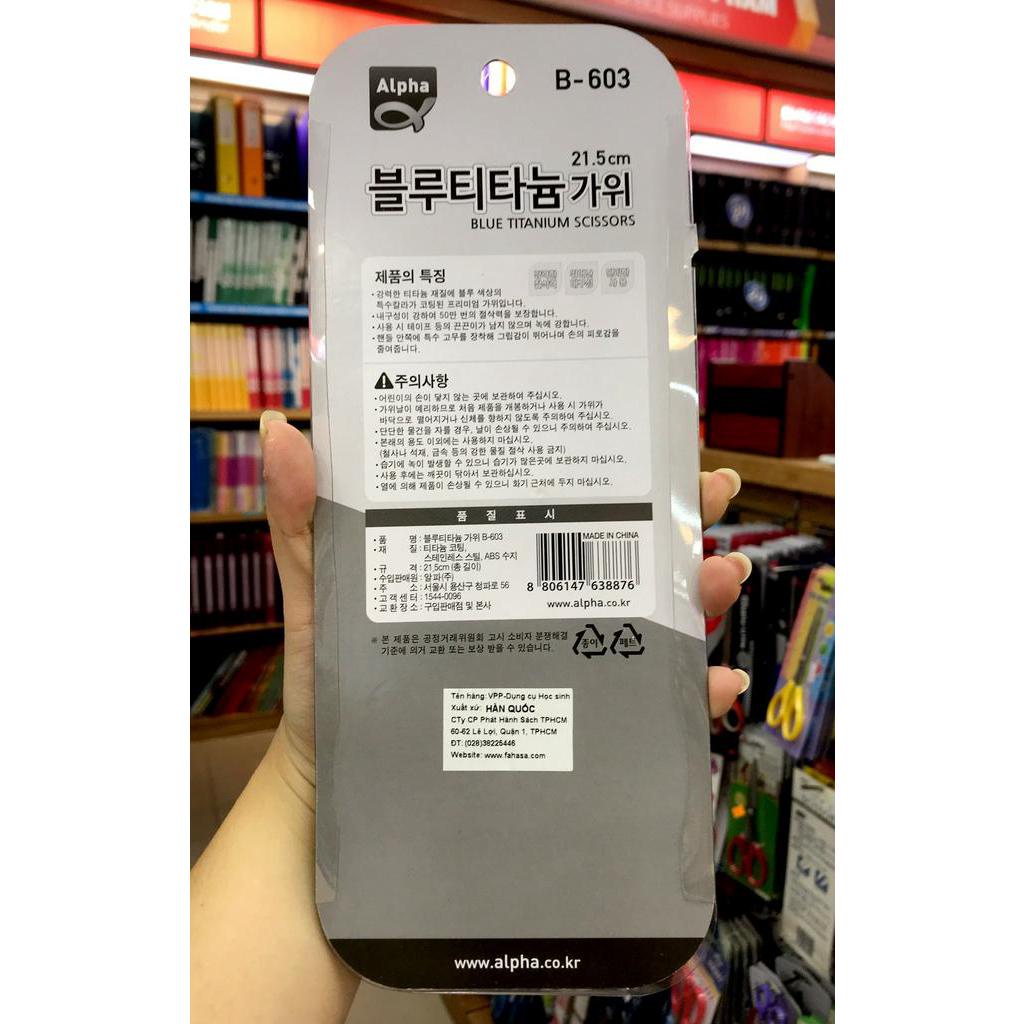 Alpha
B-603
21.5cm
블루티타늄 가위
BLUE TITANIUM SCISSORS
제품의 특징
• 강력한 티타늄 재질에 블루 색상의
특수칼라가 코팅된 프리미엄 가위입니다.
• 내구성이 강하여 50만 번의 절삭력을 보장합니다.
• 사용 시 테이프 등의 끈끈이가 남지 않으며 녹에 강합니다.
• 핸들 안쪽에 특수 고무를 장착해 그립감이 뛰어나며 손의 피로감을
줄여줍니다.
주의사항
• 어린이의 손이 닿지 않는 곳에 보관하여 주십시오.
• 가위날이 예리하므로 처음 제품을 개봉하거나 사용 시 가위가
바닥으로 떨어지거나 신체를 향하지 않도록 주의하여 주십시오.
• 단단한 물건을 자를 경우, 날이 손상될 수 있으니 주의하여 주십시오.
• 본래의 용도 이외에는 사용하지 마십시오.
(철사나 석재, 금속 등의 강한 물질 절삭 사용 금지)
• 습기에 녹이 발생할 수 있으니 습기가 많은곳에 보관하지 마십시오.
• 사용 후에는 깨끗이 닦아서 보관하십시오.
• 열에 의해 제품이 손상될 수 있으니 화기 근처에 두지 마십시오.
품 질 표 시
• 품 명 : 블루티타늄 가위 B-603
• 재 질 : 티타늄 코팅,
스테인레스 스틸, ABS 수지
• 규 격 : 21.5cm (총 길이)
• 수입판매원 : 알파(주)
• 주 소 : 서울시 용산구 청파로 56
• 고객센터 : 1544-0096
• 교환장소 : 구입판매점 및 본사
MADE IN CHINA
8 806147 638876
www.alpha.co.kr
※ 본 제품은 공정거래위원회 고시 소비자 분쟁해결
기준에 의거 교환 또는 보상 받을 수 있습니다.
종이
페트
Tên hàng: VPP-Dụng cụ Học sinh
Xuất xứ: HÀN QUỐC
CTy CP Phát Hành Sách TPHCM
60-62 Lê Lợi, Quận 1, TPHCM
ĐT: (028)38225446
Website: www.fahasa.com
www.alpha.co.kr